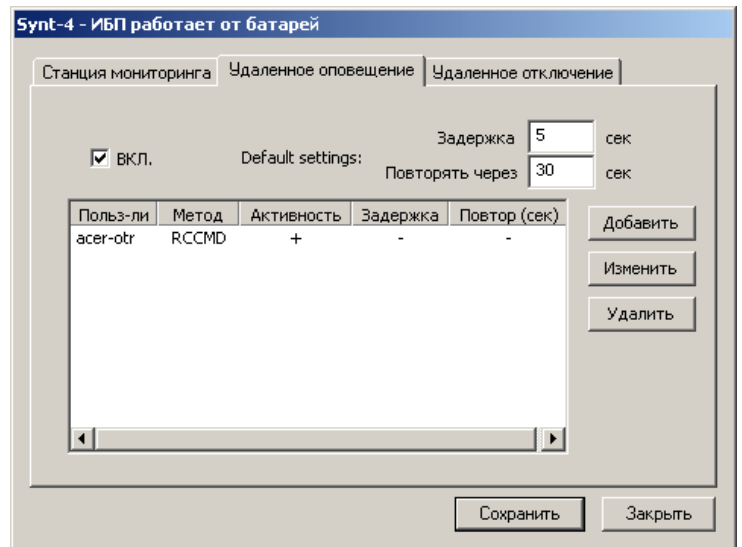 Synt-4 - ИБП работает от батарей
Станция мониторинга Удаленное оповещение Удаленное отключение
Задержка 5 сек
ВКЛ. Default settings:
Повторять через 30 сек
Польз-ли Метод Активность Задержка Повтор (сек)
acer-otr RCCMD + - -
Добавить
Изменить
Удалить
Сохранить Закрыть